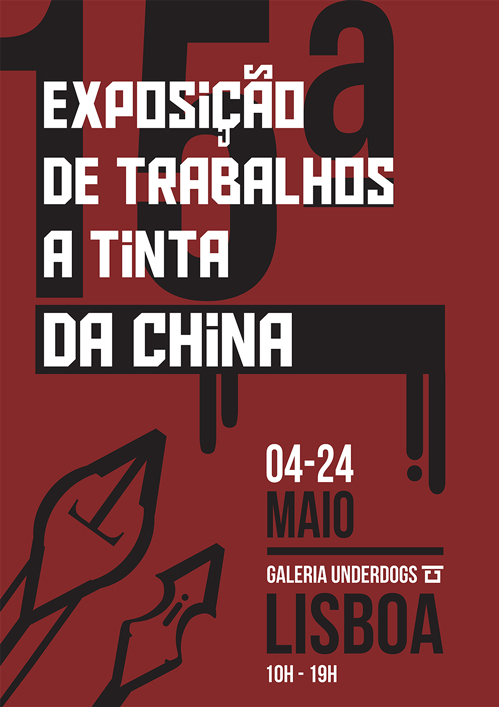 15ª
EXPOSIÇÃO
DE TRABALHOS
A TINTA
DA CHINA
04-24
MAIO
GALERIA UNDERDOGS
LISBOA
10H - 19H